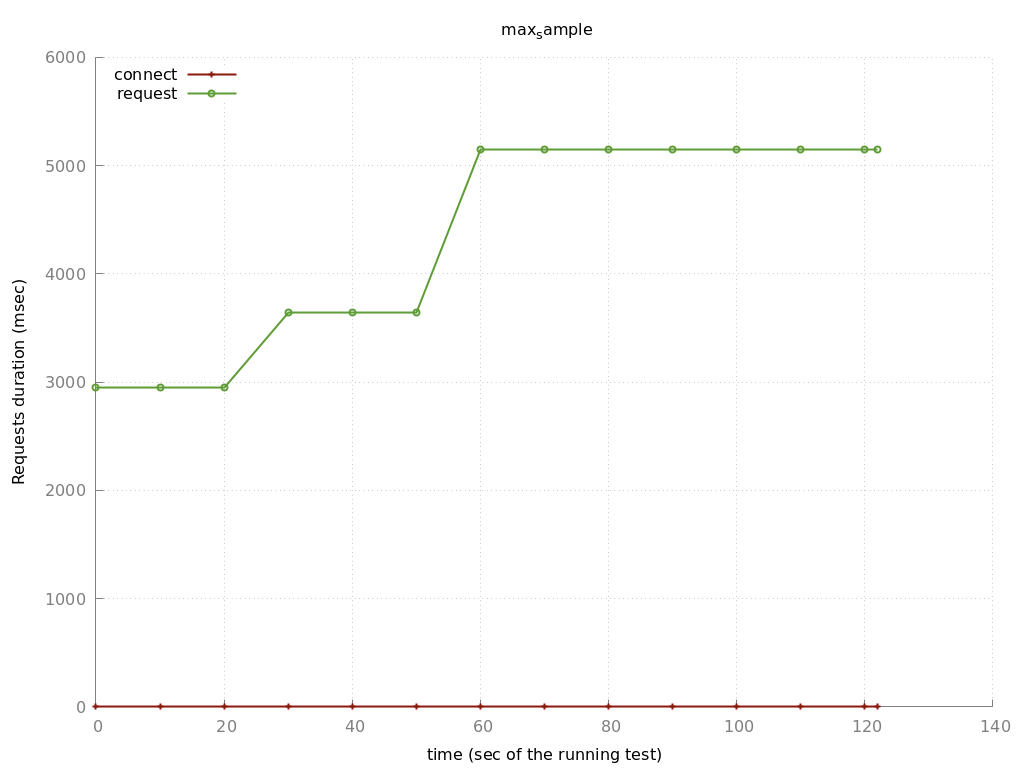 maxsample
6000
connect
request
5000
4000
3000
2000
1000
0
Requests duration (msec)
0 20 40 60 80 100 120 140
time (sec of the running test)